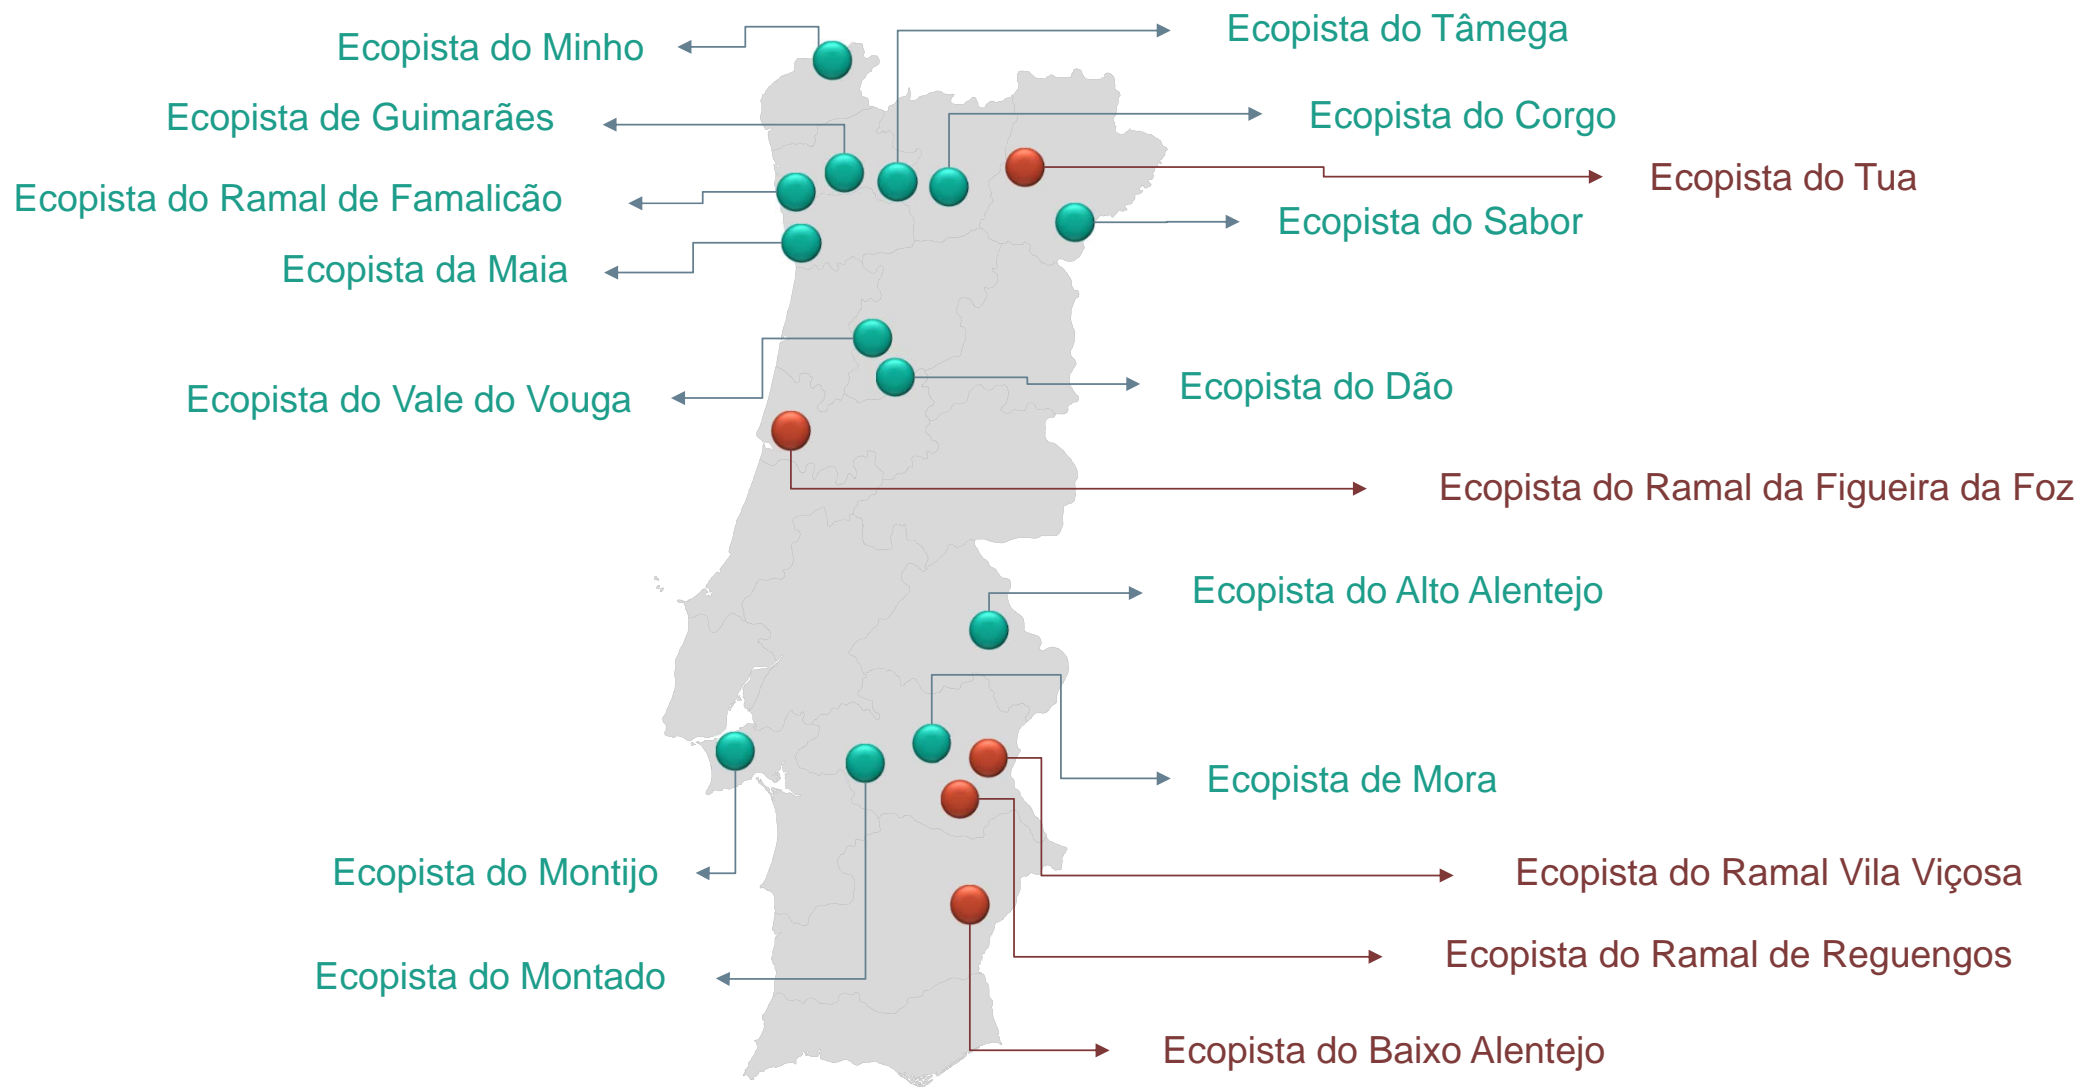 Ecopista do Minho
Ecopista do Tâmega
Ecopista de Guimarães
Ecopista do Corgo
Ecopista do Tua
Ecopista do Ramal de Famalicão
Ecopista do Sabor
Ecopista da Maia
Ecopista do Vale do Vouga
Ecopista do Dão
Ecopista do Ramal da Figueira da Foz
Ecopista do Alto Alentejo
Ecopista de Mora
Ecopista do Montijo
Ecopista do Ramal Vila Viçosa
Ecopista do Ramal de Reguengos
Ecopista do Montado
Ecopista do Baixo Alentejo